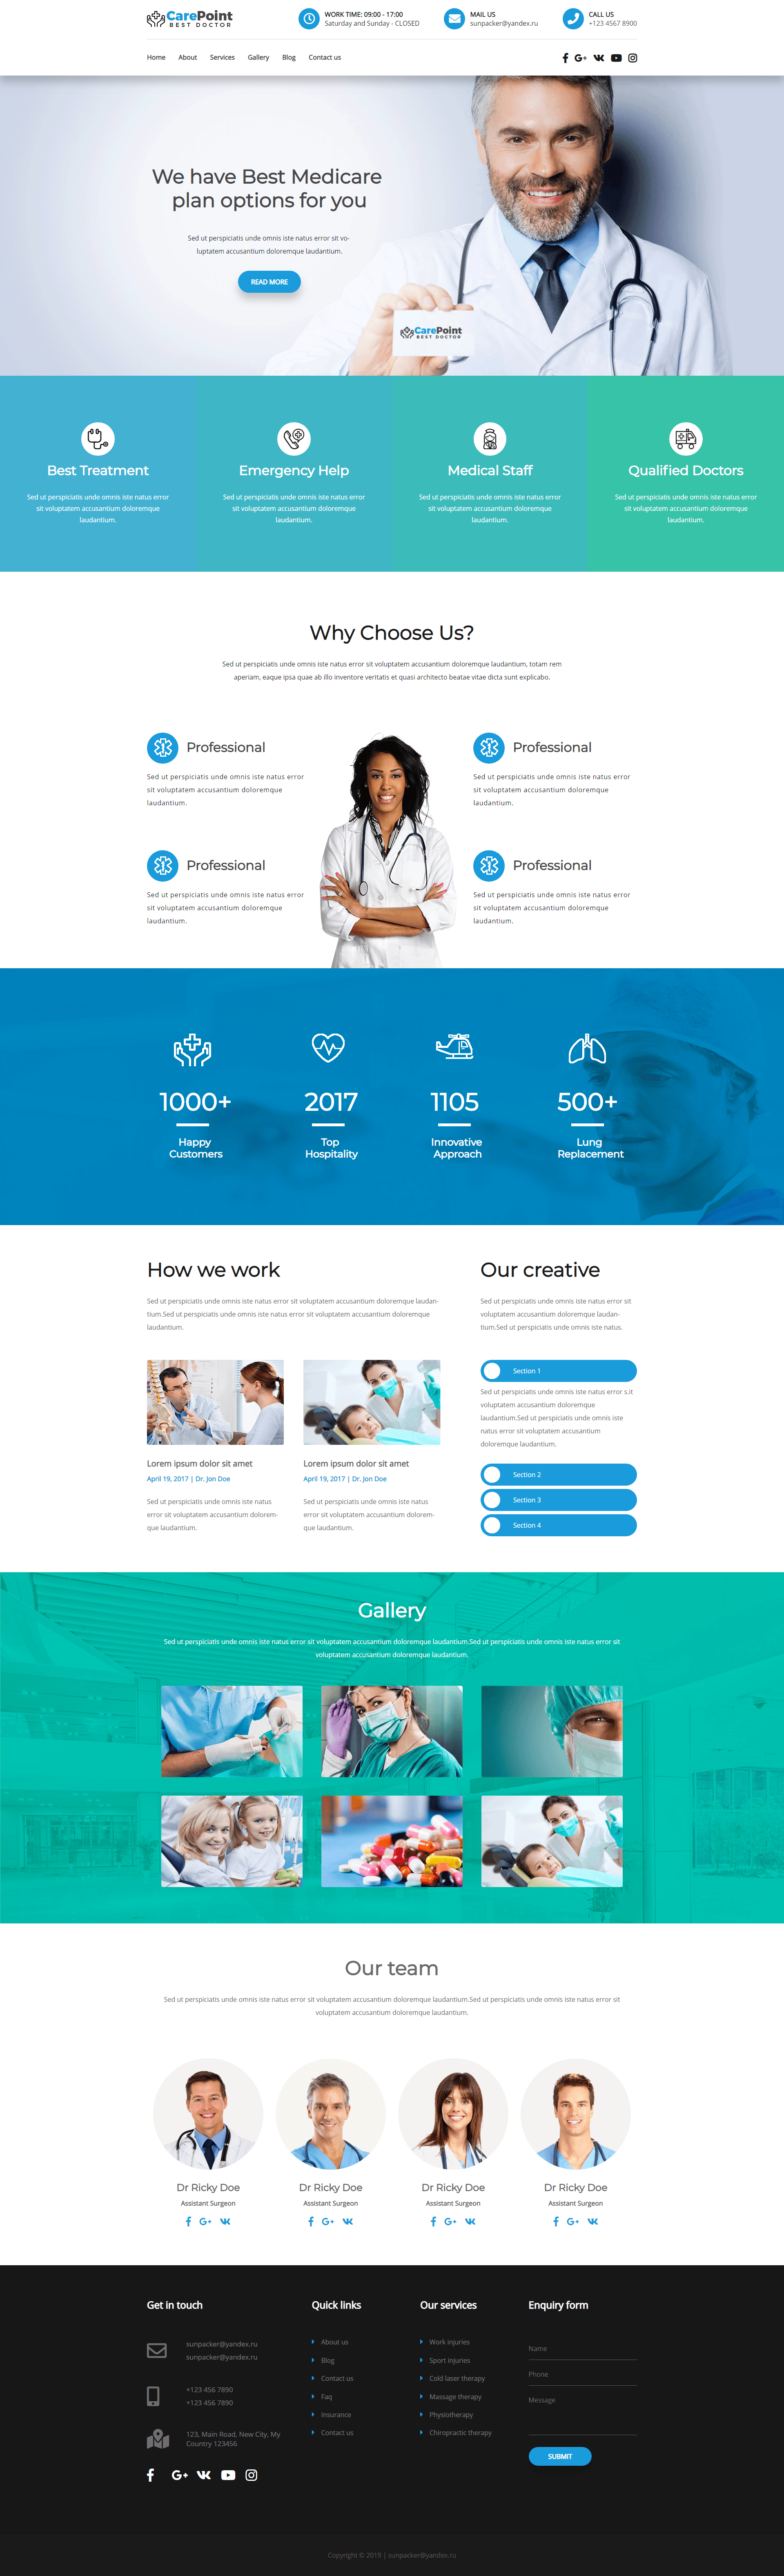 CarePoint
BEST DOCTOR
WORK TIME: 09:00 - 17:00
Saturday and Sunday - CLOSED
MAIL US
sunpacker@yandex.ru
CALL US
+123 4567 8900
Home About Services Gallery Blog Contact us
We have Best Medicare
plan options for you
Sed ut perspiciatis unde omnis iste natus error sit vo-
luptatem accusantium doloremque laudantium.
READ MORE
CarePoint
BEST DOCTOR
Best Treatment
Sed ut perspiciatis unde omnis iste natus error
sit voluptatem accusantium doloremque
laudantium.
Emergency Help
Sed ut perspiciatis unde omnis iste natus error
sit voluptatem accusantium doloremque
laudantium.
Medical Staff
Sed ut perspiciatis unde omnis iste natus error
sit voluptatem accusantium doloremque
laudantium.
Qualified Doctors
Sed ut perspiciatis unde omnis iste natus error
sit voluptatem accusantium doloremque
laudantium.
Why Choose Us?
Sed ut perspiciatis unde omnis iste natus error sit voluptatem accusantium doloremque laudantium, totam rem
aperiam, eaque ipsa quae ab illo inventore veritatis et quasi architecto beatae vitae dicta sunt explicabo.
Professional
Sed ut perspiciatis unde omnis iste natus error
sit voluptatem accusantium doloremque
laudantium.
Professional
Sed ut perspiciatis unde omnis iste natus error
sit voluptatem accusantium doloremque
laudantium.
Professional
Sed ut perspiciatis unde omnis iste natus error
sit voluptatem accusantium doloremque
laudantium.
Professional
Sed ut perspiciatis unde omnis iste natus error
sit voluptatem accusantium doloremque
laudantium.
1000+
Happy
Customers
2017
Top
Hospitality
1105
Innovative
Approach
500+
Lung
Replacement
How we work
Sed ut perspiciatis unde omnis iste natus error sit voluptatem accusantium doloremque laudan-
tium.Sed ut perspiciatis unde omnis iste natus error sit voluptatem accusantium doloremque
laudantium.
Lorem ipsum dolor sit amet
April 19, 2017 | Dr. Jon Doe
Sed ut perspiciatis unde omnis iste natus
error sit voluptatem accusantium dolorem-
que laudantium.
Lorem ipsum dolor sit amet
April 19, 2017 | Dr. Jon Doe
Sed ut perspiciatis unde omnis iste natus
error sit voluptatem accusantium dolorem-
que laudantium.
Our creative
Sed ut perspiciatis unde omnis iste natus error sit
voluptatem accusantium doloremque laudan-
tium.Sed ut perspiciatis unde omnis iste natus.
Section 1
Sed ut perspiciatis unde omnis iste natus error s.it
voluptatem accusantium doloremque
laudantium.Sed ut perspiciatis unde omnis iste
natus error sit voluptatem accusantium
doloremque laudantium.
Section 2
Section 3
Section 4
Gallery
Sed ut perspiciatis unde omnis iste natus error sit voluptatem accusantium doloremque laudantium.Sed ut perspiciatis unde omnis iste natus error sit
voluptatem accusantium doloremque laudantium.
Our team
Sed ut perspiciatis unde omnis iste natus error sit voluptatem accusantium doloremque laudantium.Sed ut perspiciatis unde omnis iste natus error sit
voluptatem accusantium doloremque laudantium.
Dr Ricky Doe
Assistant Surgeon
Dr Ricky Doe
Assistant Surgeon
Dr Ricky Doe
Assistant Surgeon
Dr Ricky Doe
Assistant Surgeon
Get in touch
sunpacker@yandex.ru
sunpacker@yandex.ru
+123 456 7890
+123 456 7890
123, Main Road, New City, My
Country 123456
Quick links
About us
Blog
Contact us
Faq
Insurance
Contact us
Our services
Work injuries
Sport injuries
Cold laser therapy
Massage therapy
Physiotherapy
Chiropractic therapy
Enquiry form
Name
Phone
Message
SUBMIT
Copyright © 2019 | sunpacker@yandex.ru